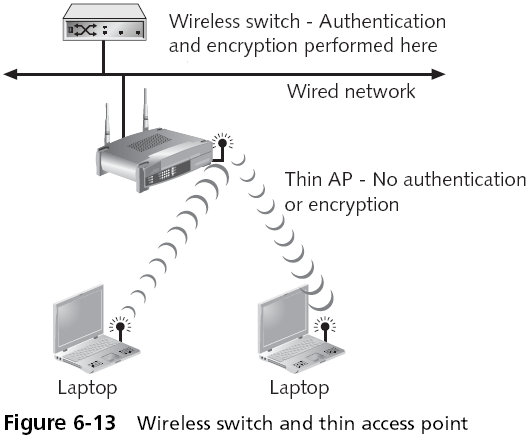 Wireless switch - Authentication
and encryption performed here
Wired network
Thin AP - No authentication
or encryption
Laptop
Laptop
Figure 6-13 Wireless switch and thin access point